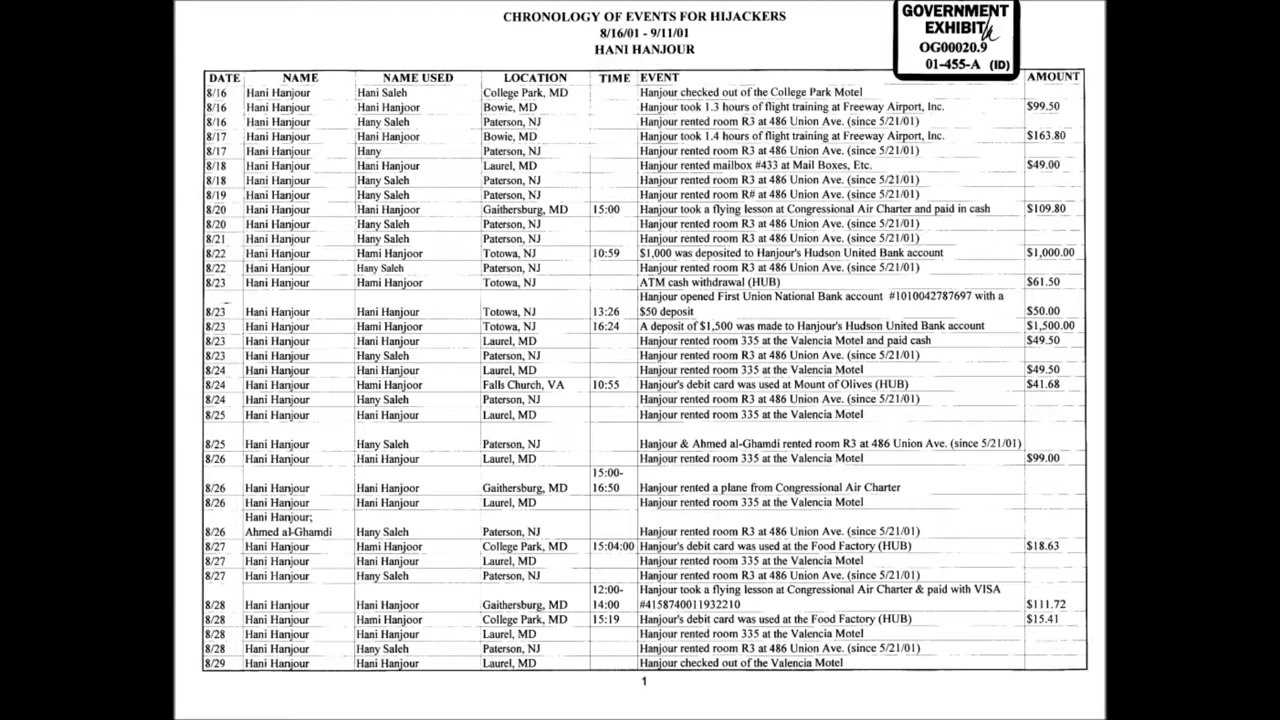 CHRONOLOGY OF EVENTS FOR HIJACKERS
8/16/01 - 9/11/01
HANI HANJOUR
GOVERNMENT
EXHIBIT
OG00020.9
01-455-A (ID)
DATE NAME NAME USED LOCATION TIME EVENT AMOUNT
8/16 Hani Hanjour Hani Saleh College Park, MD Hanjour checked out of the College Park Motel
8/16 Hani Hanjour Hani Hanjoor Bowie, MD Hanjour took 1.3 hours of flight training at Freeway Airport, Inc. $99.50
8/16 Hani Hanjour Hany Saleh Paterson, NJ Hanjour rented room R3 at 486 Union Ave. (since 5/21/01)
8/17 Hani Hanjour Hani Hanjoor Bowie, MD Hanjour took 1.4 hours of flight training at Freeway Airport, Inc. $163.80
8/17 Hani Hanjour Hany Paterson, NJ Hanjour rented room R3 at 486 Union Ave. (since 5/21/01)
8/18 Hani Hanjour Hani Hanjour Laurel, MD Hanjour rented mailbox #433 at Mail Boxes, Etc. $49.00
8/18 Hani Hanjour Hany Saleh Paterson, NJ Hanjour rented room R3 at 486 Union Ave. (since 5/21/01)
8/19 Hani Hanjour Hany Saleh Paterson, NJ Hanjour rented room R# at 486 Union Ave. (since 5/21/01)
8/20 Hani Hanjour Hani Hanjoor Gaithersburg, MD 15:00 Hanjour took a flying lesson at Congressional Air Charter and paid in cash $109.80
8/20 Hani Hanjour Hany Saleh Paterson, NJ Hanjour rented room R3 at 486 Union Ave. (since 5/21/01)
8/21 Hani Hanjour Hany Saleh Paterson, NJ Hanjour rented room R3 at 486 Union Ave. (since 5/21/01)
8/22 Hani Hanjour Hami Hanjoor Totowa, NJ 10:59 $1,000 was deposited to Hanjour's Hudson United Bank account $1,000.00
8/22 Hani Hanjour Hany Saleh Paterson, NJ Hanjour rented room R3 at 486 Union Ave. (since 5/21/01)
8/23 Hani Hanjour Hami Hanjoor Totowa, NJ ATM cash withdrawal (HUB) $61.50
Hanjour opened First Union National Bank account #1010042787697 with a
8/23 Hani Hanjour Hani Hanjour Totowa, NJ 13:26 $50 deposit $50.00
8/23 Hani Hanjour Hami Hanjoor Totowa, NJ 16:24 A deposit of $1,500 was made to Hanjour's Hudson United Bank account $1,500.00
8/23 Hani Hanjour Hani Hanjour Laurel, MD Hanjour rented room 335 at the Valencia Motel and paid cash $49.50
8/23 Hani Hanjour Hany Saleh Paterson, NJ Hanjour rented room R3 at 486 Union Ave. (since 5/21/01)
8/24 Hani Hanjour Hani Hanjour Laurel, MD Hanjour rented room 335 at the Valencia Motel $49.50
8/24 Hani Hanjour Hami Hanjoor Falls Church, VA 10:55 Hanjour's debit card was used at Mount of Olives (HUB) $41.68
8/24 Hani Hanjour Hany Saleh Paterson, NJ Hanjour rented room R3 at 486 Union Ave. (since 5/21/01)
8/25 Hani Hanjour Hani Hanjour Laurel, MD Hanjour rented room 335 at the Valencia Motel
8/25 Hani Hanjour Hany Saleh Paterson, NJ Hanjour & Ahmed al-Ghamdi rented room R3 at 486 Union Ave. (since 5/21/01)
8/26 Hani Hanjour Hani Hanjour Laurel, MD Hanjour rented room 335 at the Valencia Motel $99.00
15:00-
8/26 Hani Hanjour Hani Hanjoor Gaithersburg, MD 16:50 Hanjour rented a plane from Congressional Air Charter
8/26 Hani Hanjour Hani Hanjour Laurel, MD Hanjour rented room 335 at the Valencia Motel
Hani Hanjour;
8/26 Ahmed al-Ghamdi Hany Saleh Paterson, NJ Hanjour rented room R3 at 486 Union Ave. (since 5/21/01)
8/27 Hani Hanjour Hami Hanjoor College Park, MD 15:04:00 Hanjour's debit card was used at the Food Factory (HUB) $18.63
8/27 Hani Hanjour Hani Hanjour Laurel, MD Hanjour rented room 335 at the Valencia Motel
8/27 Hani Hanjour Hany Saleh Paterson, NJ Hanjour rented room R3 at 486 Union Ave. (since 5/21/01)
12:00- Hanjour took a flying lesson at Congressional Air Charter & paid with VISA
8/28 Hani Hanjour Hani Hanjoor Gaithersburg, MD 14:00 #4158740011932210 $111.72
8/28 Hani Hanjour Hami Hanjoor College Park, MD 15:19 Hanjour's debit card was used at the Food Factory (HUB) $15.41
8/28 Hani Hanjour Hani Hanjour Laurel, MD Hanjour rented room 335 at the Valencia Motel
8/28 Hani Hanjour Hany Saleh Paterson, NJ Hanjour rented room R3 at 486 Union Ave. (since 5/21/01)
8/29 Hani Hanjour Hani Hanjour Laurel, MD Hanjour checked out of the Valencia Motel
1